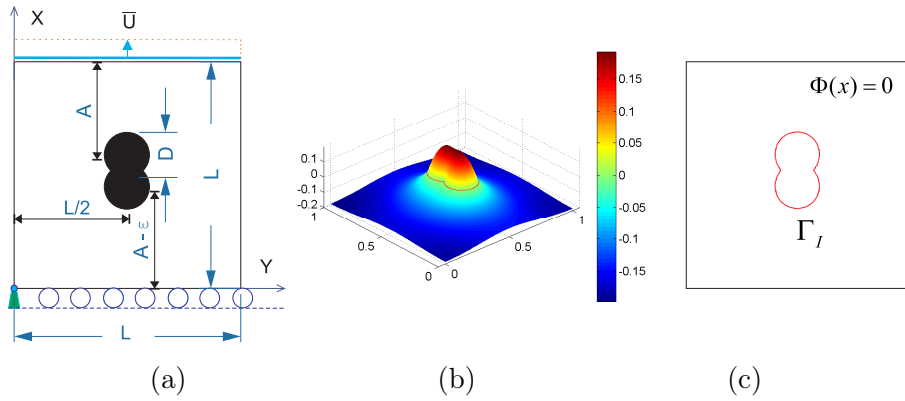 X
U̅
A
D
L
L/2
A - ω
Y
L
(a)
0.1
0
-0.1
-0.2
1
0.5
0
0
0.5
1
0.15
0.1
0.05
0
-0.05
-0.1
-0.15
(b)
Φ(x) = 0
Γ_I
(c)